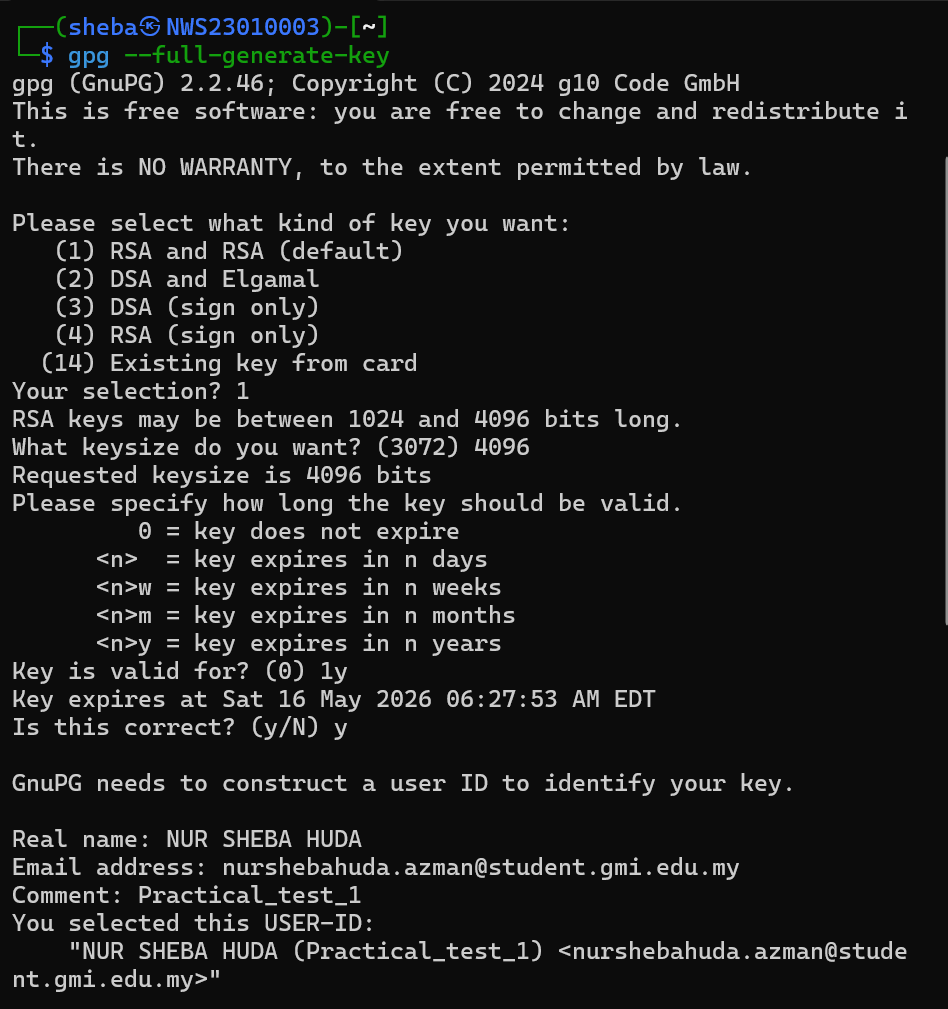 ┌──(sheba㉿NWS23010003)-[~]
└─$ gpg --full-generate-key
gpg (GnuPG) 2.2.46; Copyright (C) 2024 g10 Code GmbH
This is free software: you are free to change and redistribute i
t.
There is NO WARRANTY, to the extent permitted by law.

Please select what kind of key you want:
   (1) RSA and RSA (default)
   (2) DSA and Elgamal
   (3) DSA (sign only)
   (4) RSA (sign only)
  (14) Existing key from card
Your selection? 1
RSA keys may be between 1024 and 4096 bits long.
What keysize do you want? (3072) 4096
Requested keysize is 4096 bits
Please specify how long the key should be valid.
         0 = key does not expire
      <n>  = key expires in n days
      <n>w = key expires in n weeks
      <n>m = key expires in n months
      <n>y = key expires in n years
Key is valid for? (0) 1y
Key expires at Sat 16 May 2026 06:27:53 AM EDT
Is this correct? (y/N) y

GnuPG needs to construct a user ID to identify your key.

Real name: NUR SHEBA HUDA
Email address: nurshebahuda.azman@student.gmi.edu.my
Comment: Practical_test_1
You selected this USER-ID:
    "NUR SHEBA HUDA (Practical_test_1) <nurshebahuda.azman@stude
nt.gmi.edu.my>"